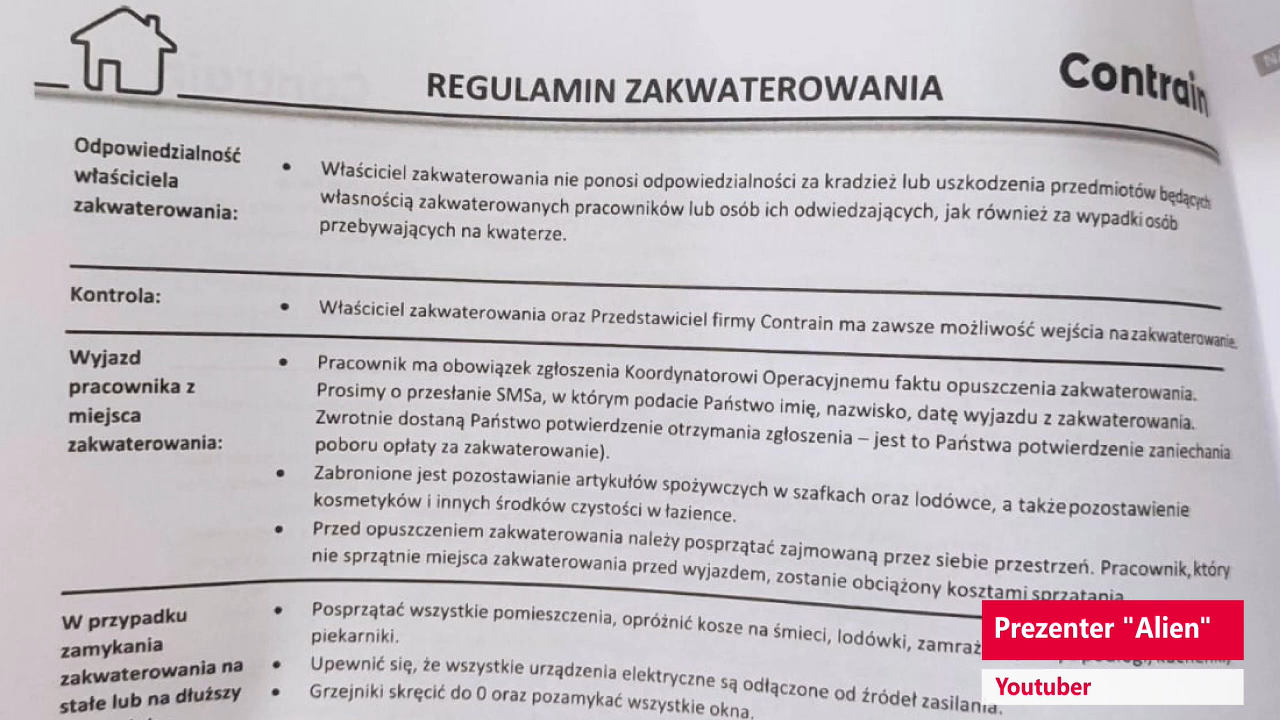 REGULAMIN ZAKWATEROWANIA
Contrain
Odpowiedzialność
właściciela
zakwaterowania:
• Właściciel zakwaterowania nie ponosi odpowiedzialności za kradzież lub uszkodzenia przedmiotów będących
własnością zakwaterowanych pracowników lub osób ich odwiedzających, jak również za wypadki osób
przebywających na kwaterze.
Kontrola:
• Właściciel zakwaterowania oraz Przedstawiciel firmy Contrain ma zawsze możliwość wejścia na zakwaterowanie.
Wyjazd
pracownika z
miejsca
zakwaterowania:
• Pracownik ma obowiązek zgłoszenia Koordynatorowi Operacyjnemu faktu opuszczenia zakwaterowania.
Prosimy o przesłanie SMSa, w którym podacie Państwo imię, nazwisko, datę wyjazdu z zakwaterowania.
Zwrotnie dostaną Państwo potwierdzenie otrzymania zgłoszenia – jest to Państwa potwierdzenie zaniechania
poboru opłaty za zakwaterowanie).
• Zabronione jest pozostawianie artykułów spożywczych w szafkach oraz lodówce, a także pozostawienie
kosmetyków i innych środków czystości w łazience.
• Przed opuszczeniem zakwaterowania należy posprzątać zajmowaną przez siebie przestrzeń. Pracownik, który
nie sprzątnie miejsca zakwaterowania przed wyjazdem, zostanie obciążony kosztami sprzątania
W przypadku
zamykania
zakwaterowania na
stałe lub na dłuższy
• Posprzątać wszystkie pomieszczenia, opróżnić kosze na śmieci, lodówki,
piekarniki.
• Upewnić się, że wszystkie urządzenia elektryczne są odłączone od źródeł zasilania.
• Grzejniki skręcić do 0 oraz pozamykać wszystkie okna.
Prezenter "Alien"
Youtuber